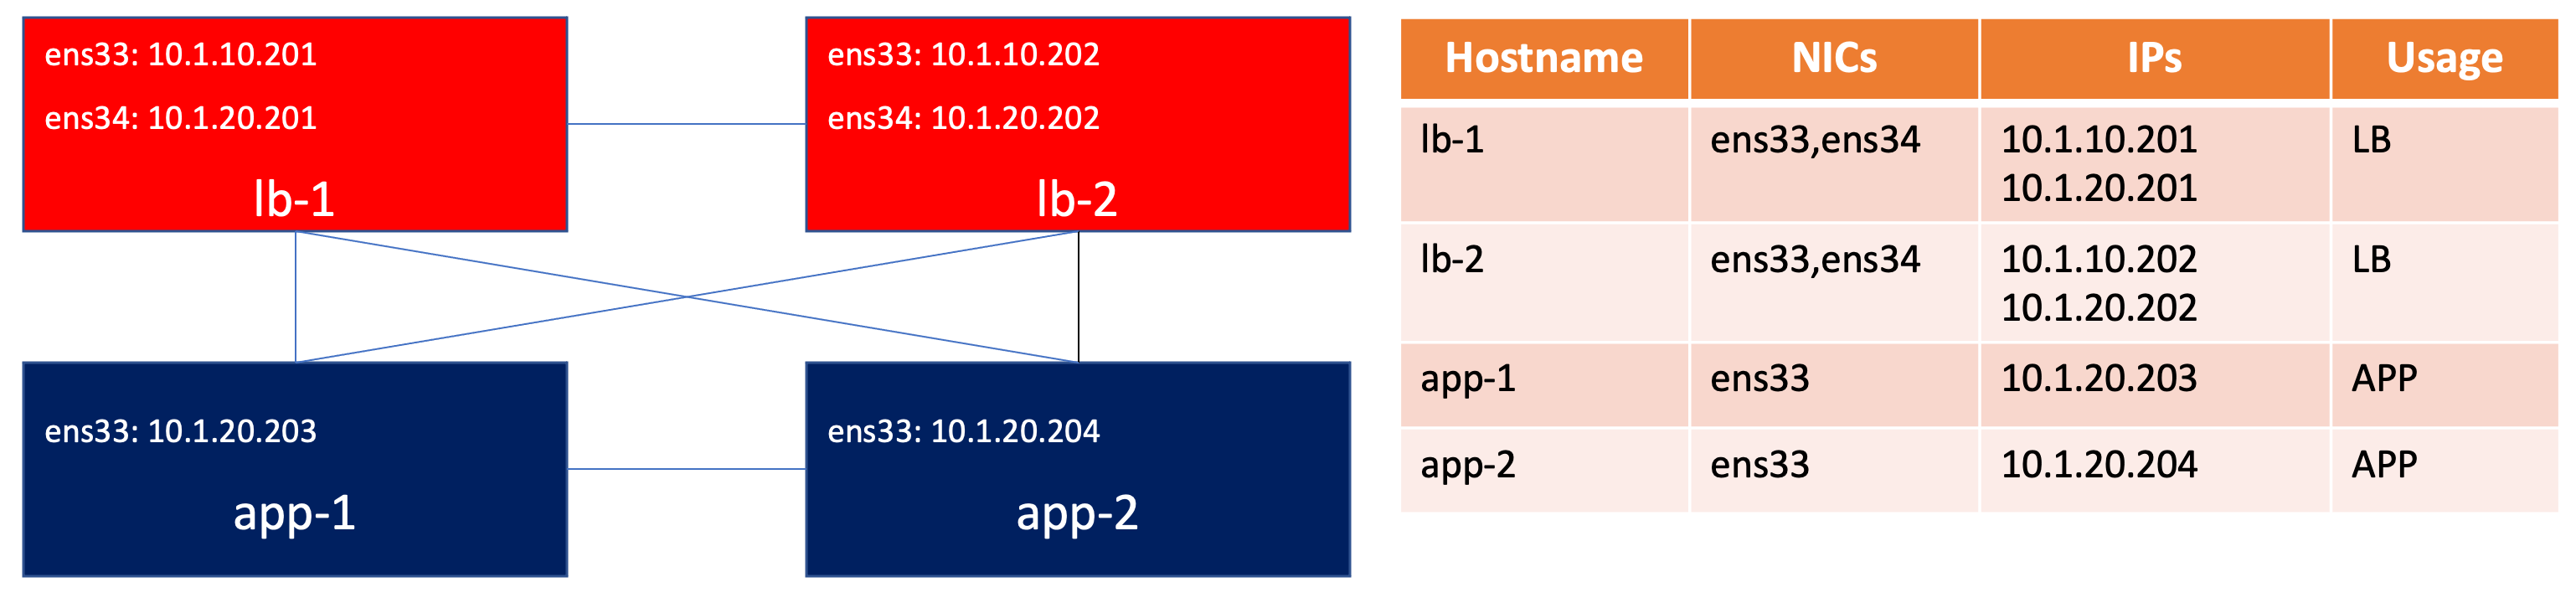 ens33: 10.1.10.201
ens34: 10.1.20.201
lb-1
ens33: 10.1.10.202
ens34: 10.1.20.202
lb-2
ens33: 10.1.20.203
app-1
ens33: 10.1.20.204
app-2
Hostname NICs IPs Usage
lb-1 ens33,ens34 10.1.10.201 LB
10.1.20.201
lb-2 ens33,ens34 10.1.10.202 LB
10.1.20.202
app-1 ens33 10.1.20.203 APP
app-2 ens33 10.1.20.204 APP